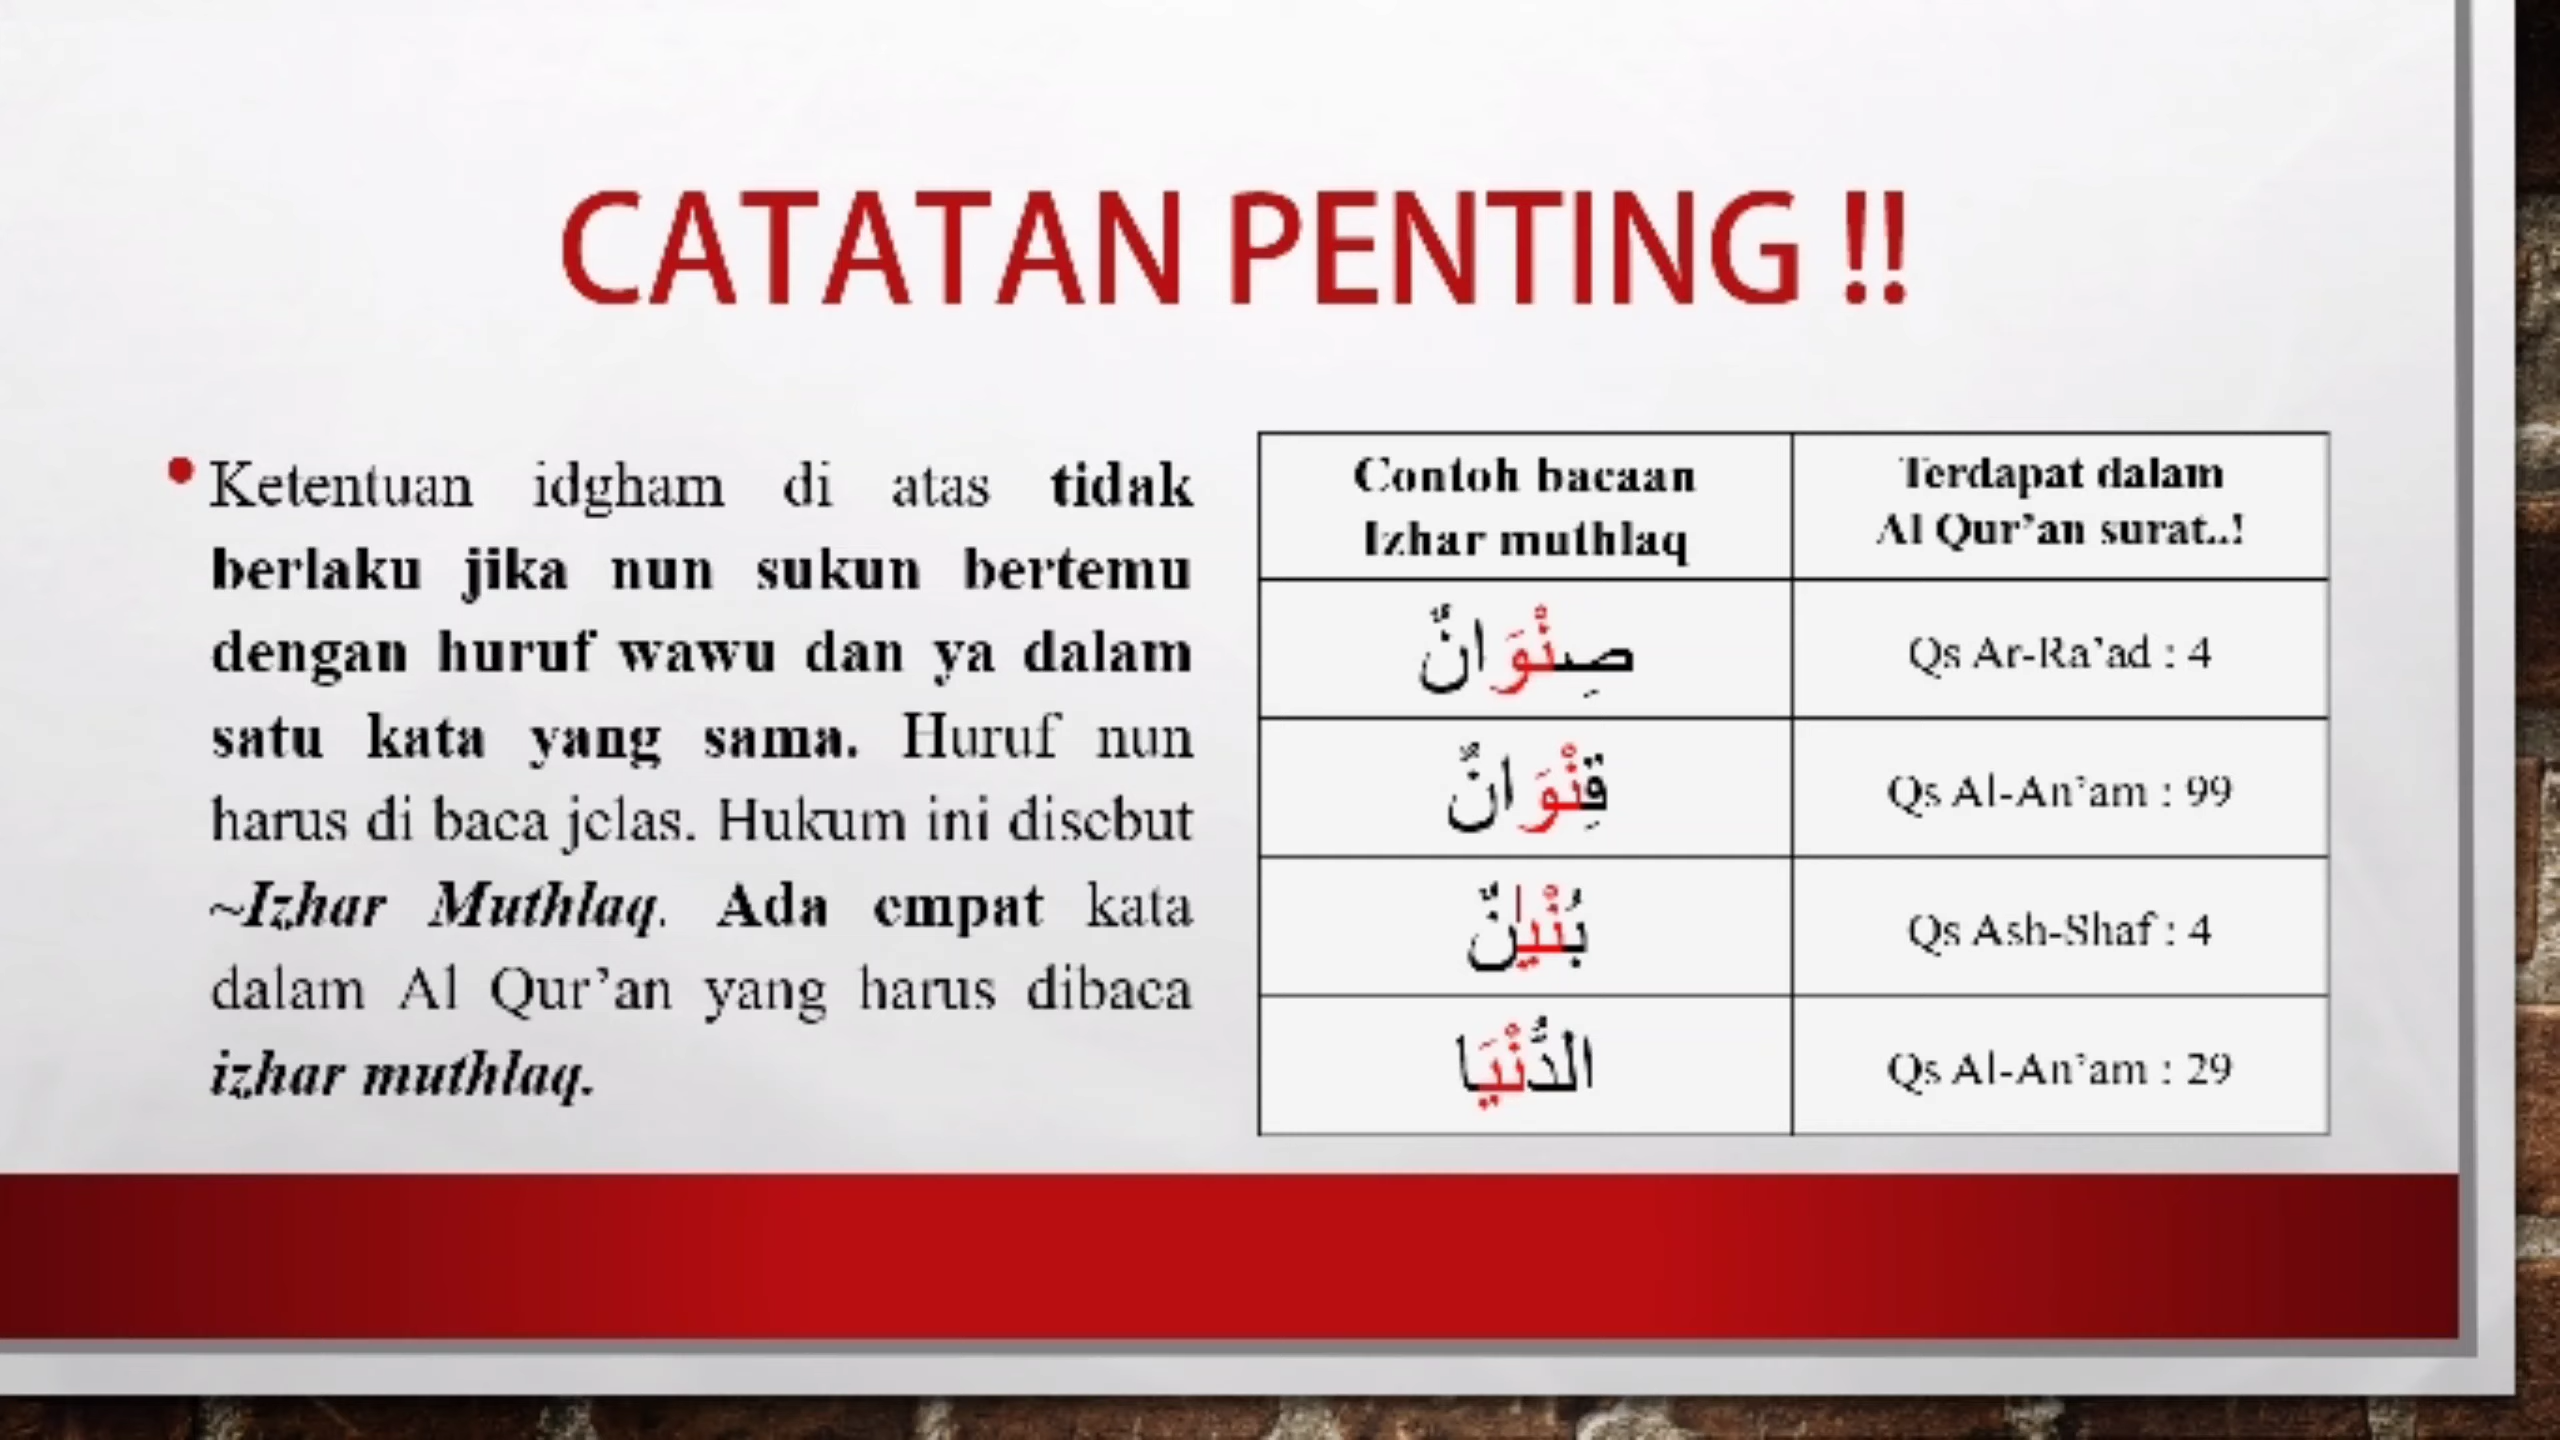 CATATAN PENTING !!
• Ketentuan idgham di atas tidak
berlaku jika nun sukun bertemu
dengan huruf wawu dan ya dalam
satu kata yang sama. Huruf nun
harus di baca jelas. Hukum ini disebut
~Izhar Muthlaq. Ada empat kata
dalam Al Qur’an yang harus dibaca
izhar muthlaq.
Contoh bacaan
Izhar muthlaq
Terdapat dalam
Al Qur’an surat..!
صِنْوَانٌ
Qs Ar-Ra’ad : 4
قِنْوَانٌ
Qs Al-An’am : 99
بُنْيٰنٌ
Qs Ash-Shaf : 4
الدُّنْيَا
Qs Al-An’am : 29